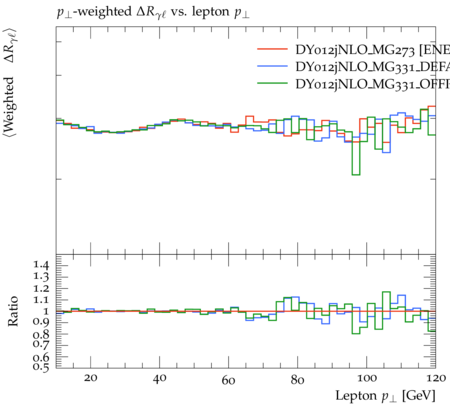 p⊥-weighted ΔRγℓ vs. lepton p⊥
⟨Weighted ΔRγℓ⟩
DY012jNLO_MG273 [ENE
DY012jNLO_MG331_DEFA
DY012jNLO_MG331_OFFF
Ratio
1.4
1.3
1.2
1.1
1
0.9
0.8
0.7
0.6
0.5
20 40 60 80 100 120
Lepton p⊥ [GeV]